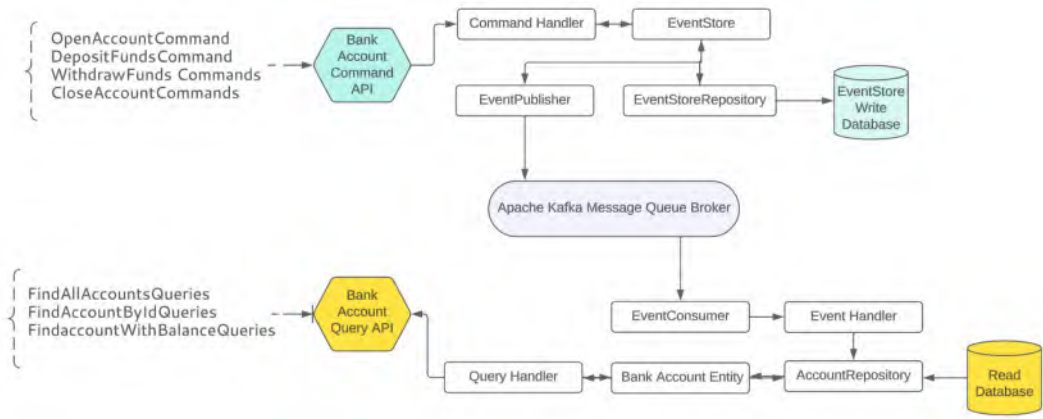 OpenAccountCommand
DepositFundsCommand
WithdrawFunds Commands
CloseAccountCommands
Bank
Account
Command
API
Command Handler
EventStore
EventPublisher
EventStoreRepository
EventStore
Write
Database
Apache Kafka Message Queue Broker
FindAllAccountsQueries
FindAccountByIdQueries
FindaccountWithBalanceQueries
Bank
Account
Query API
EventConsumer
Event Handler
Query Handler
Bank Account Entity
AccountRepository
Read
Database